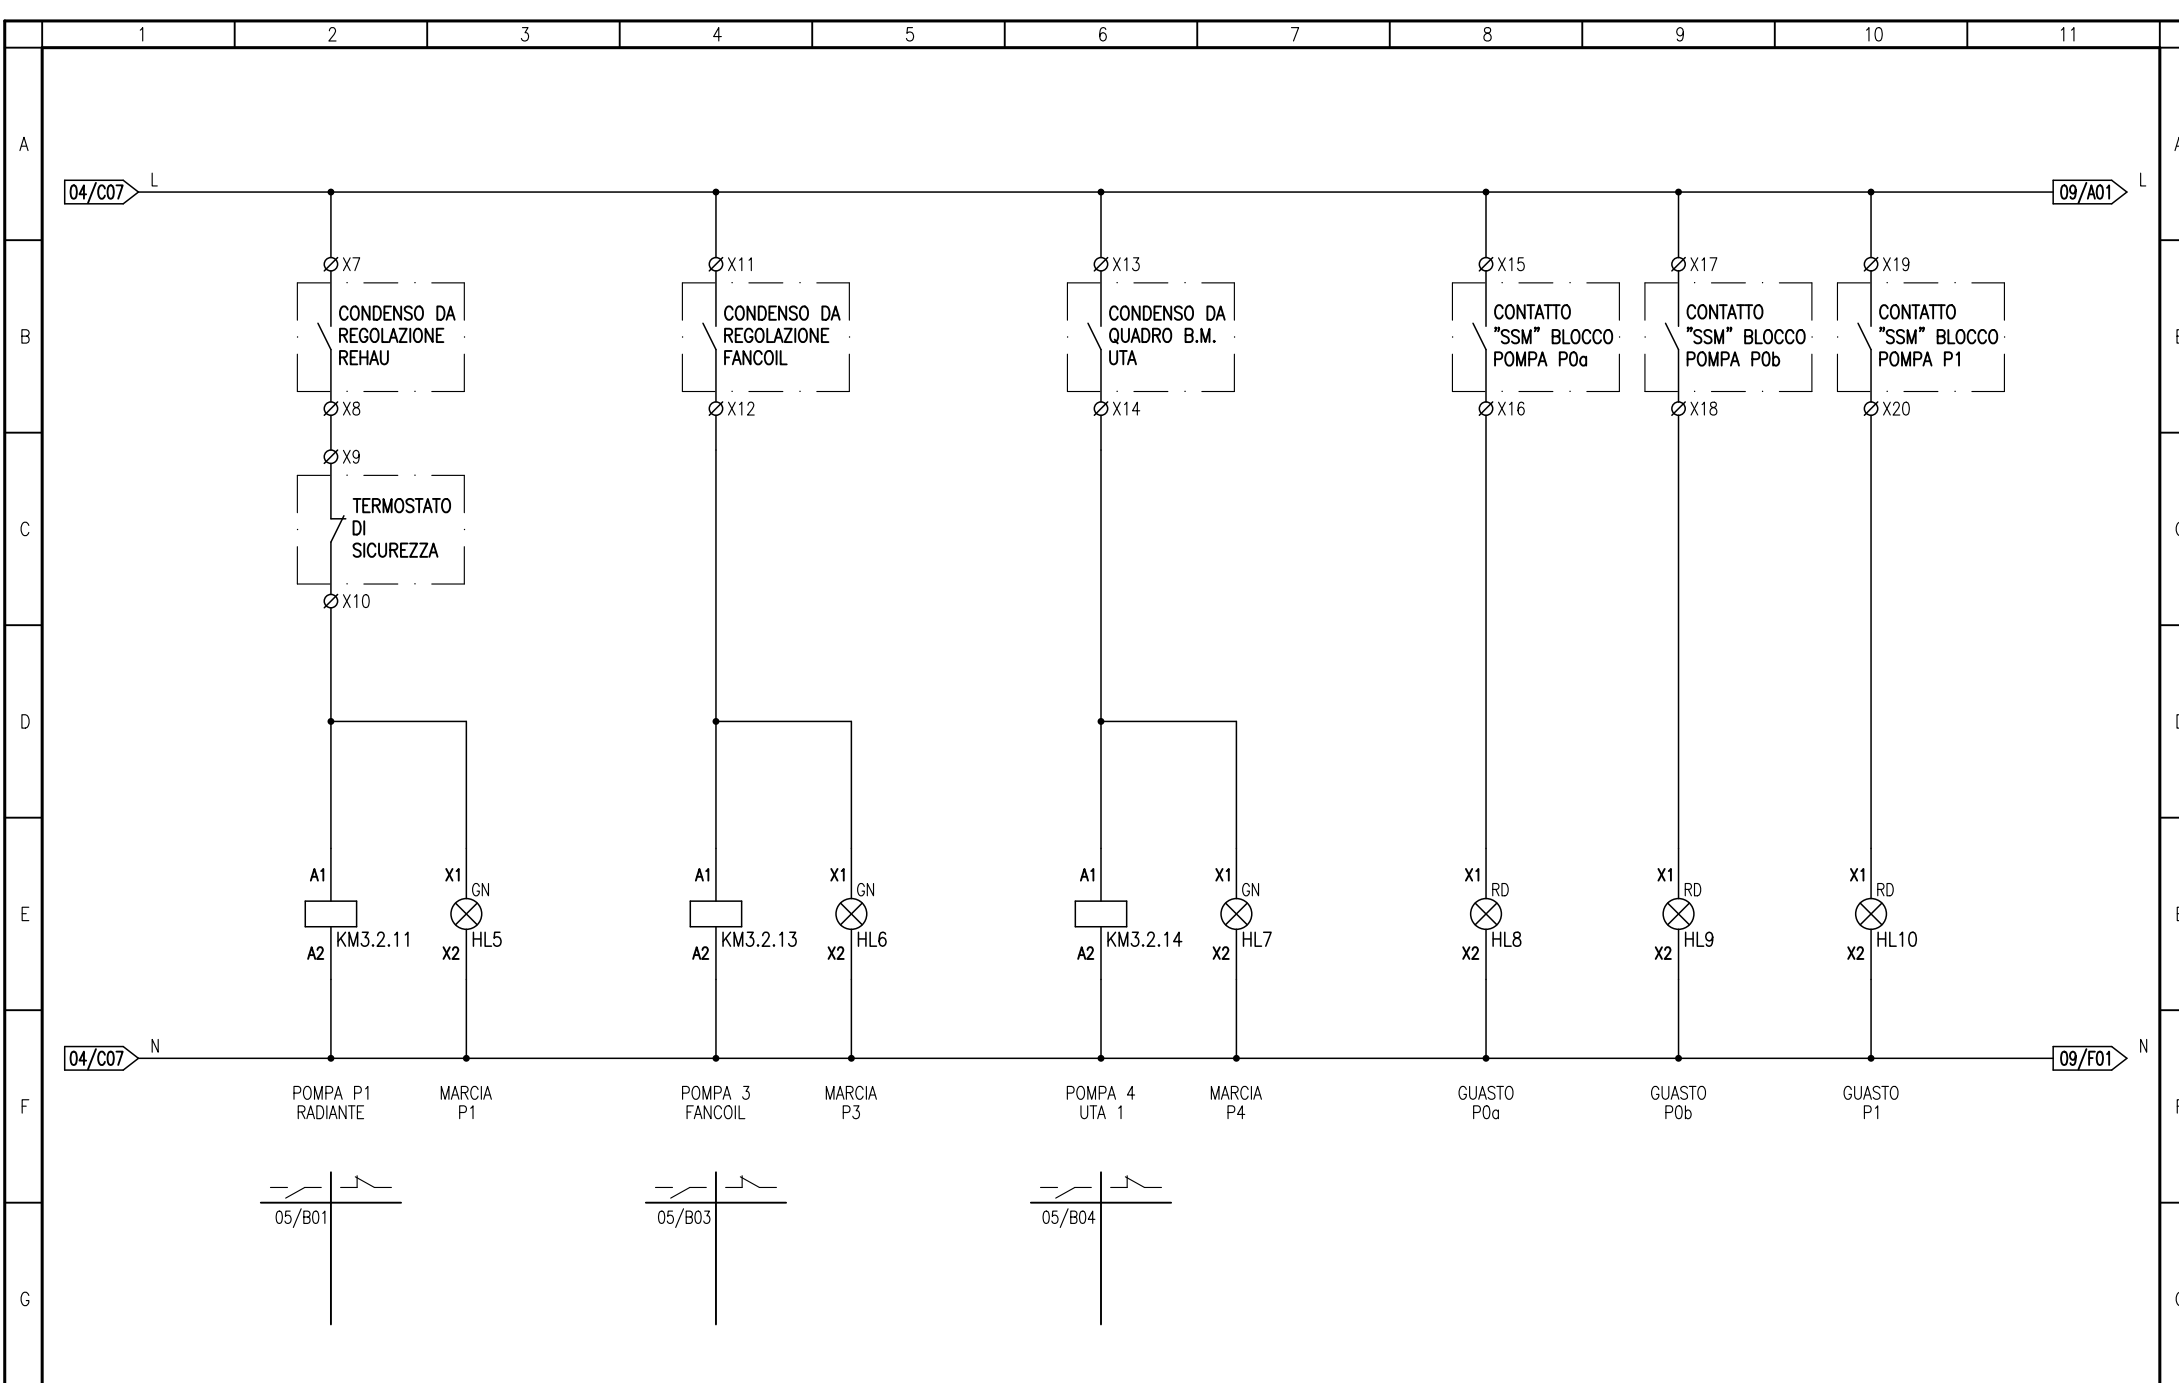 1 2 3 4 5 6 7 8 9 10 11
A
04/C07 L
09/A01 L
X7 X11 X13 X15 X17 X19
B
CONDENSO DA
REGOLAZIONE
REHAU
CONDENSO DA
REGOLAZIONE
FANCOIL
CONDENSO DA
QUADRO B.M.
UTA
CONTATTO
"SSM" BLOCCO
POMPA P0a
CONTATTO
"SSM" BLOCCO
POMPA P0b
CONTATTO
"SSM" BLOCCO
POMPA P1
X8 X12 X14 X16 X18 X20
X9
C
TERMOSTATO
DI
SICUREZZA
X10
D
A1 X1 A1 X1 A1 X1 X1 X1 X1
GN GN GN RD RD RD
E
KM3.2.11 HL5 KM3.2.13 HL6 KM3.2.14 HL7 HL8 HL9 HL10
A2 X2 A2 X2 A2 X2 X2 X2 X2
04/C07 N
09/F01 N
F
POMPA P1
RADIANTE
MARCIA
P1
POMPA 3
FANCOIL
MARCIA
P3
POMPA 4
UTA 1
MARCIA
P4
GUASTO
P0a
GUASTO
P0b
GUASTO
P1
05/B01 05/B03 05/B04
G